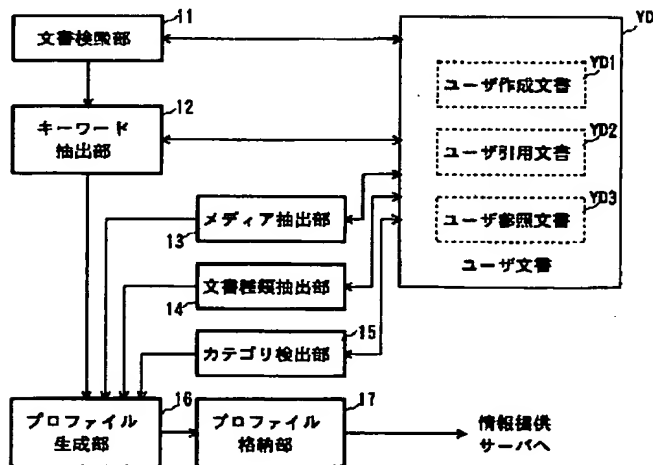 11
文書検索部
YD
YD1
ユーザ作成文書
12
キーワード
抽出部
YD2
ユーザ引用文書
YD3
ユーザ参照文書
ユーザ文書
メディア抽出部
13
文書種類抽出部
14
15
カテゴリ検出部
16
プロファイル
生成部
17
プロファイル
格納部
情報提供
サーバへ